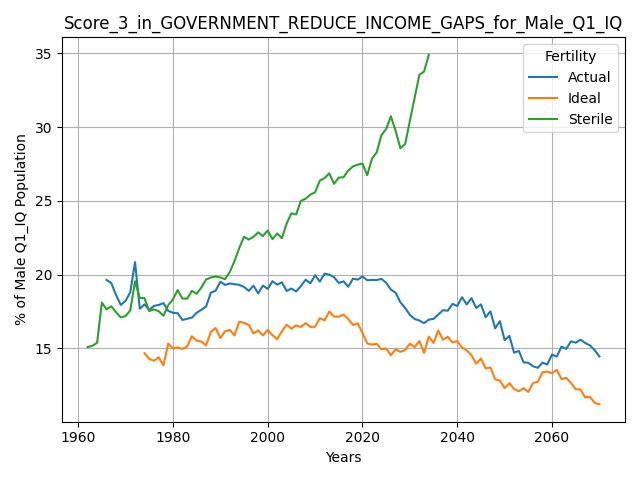 Score_3_in_GOVERNMENT_REDUCE_INCOME_GAPS_for_Male_Q1_IQ
% of Male Q1_IQ Population
35
30
25
20
15
Fertility
Actual
Ideal
Sterile
1960
1980
2000
2020
2040
2060
Years